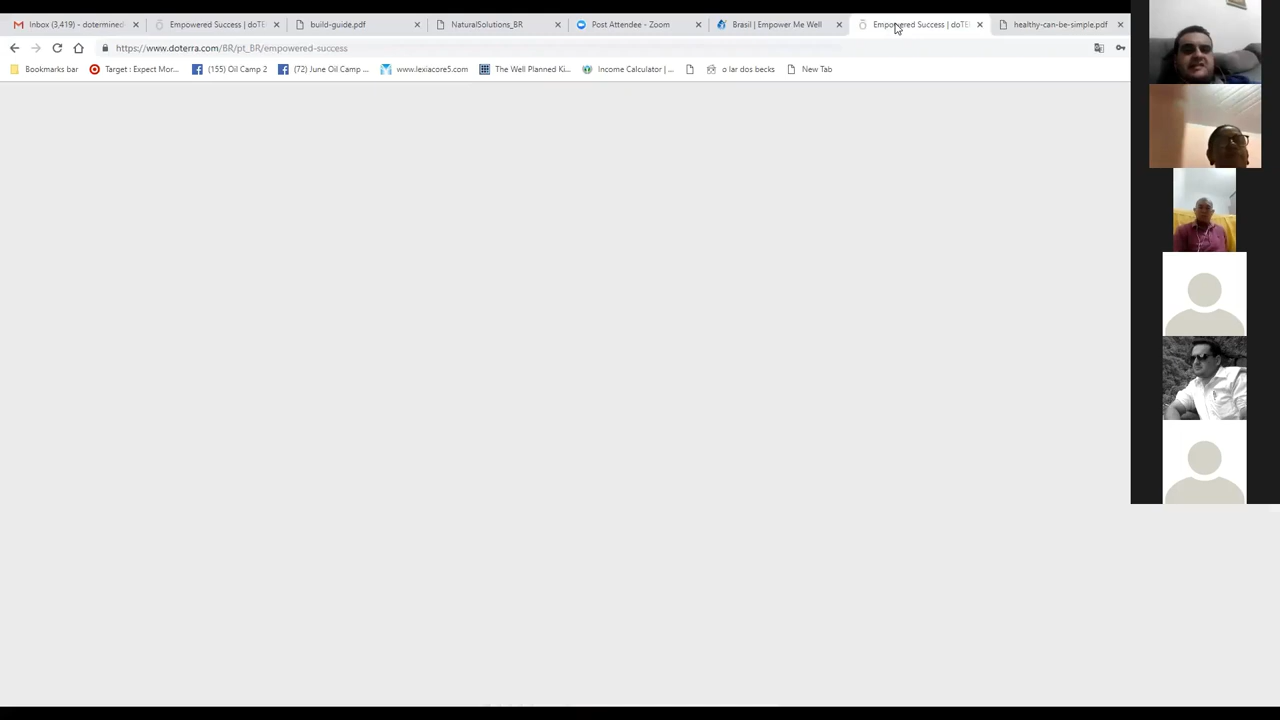 Inbox (3,419) - dotermined
Empowered Success | doTE
build-guide.pdf
NaturalSolutions_BR
Post Attendee - Zoom
Brasil | Empower Me Well
Empowered Success | doTE
healthy-can-be-simple.pdf
https://www.doterra.com/BR/pt_BR/empowered-success
Bookmarks bar
Target : Expect Mor...
(155) Oil Camp 2
(72) June Oil Camp ...
www.lexiacore5.com
The Well Planned Ki...
Income Calculator | ...
o lar dos becks
New Tab